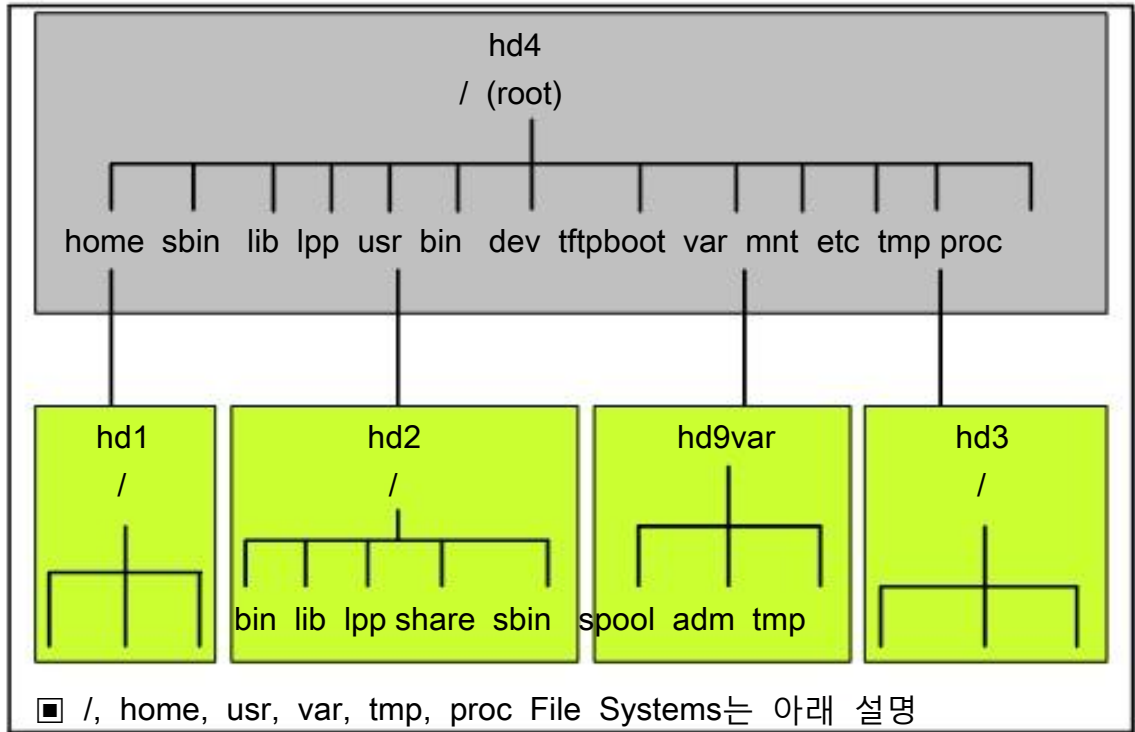 hd4
/ (root)
home sbin lib lpp usr bin dev tftpboot var mnt etc tmp proc
hd1 hd2 hd9var hd3
/ / /
bin lib lpp share sbin spool adm tmp
▣ /, home, usr, var, tmp, proc File Systems는 아래 설명